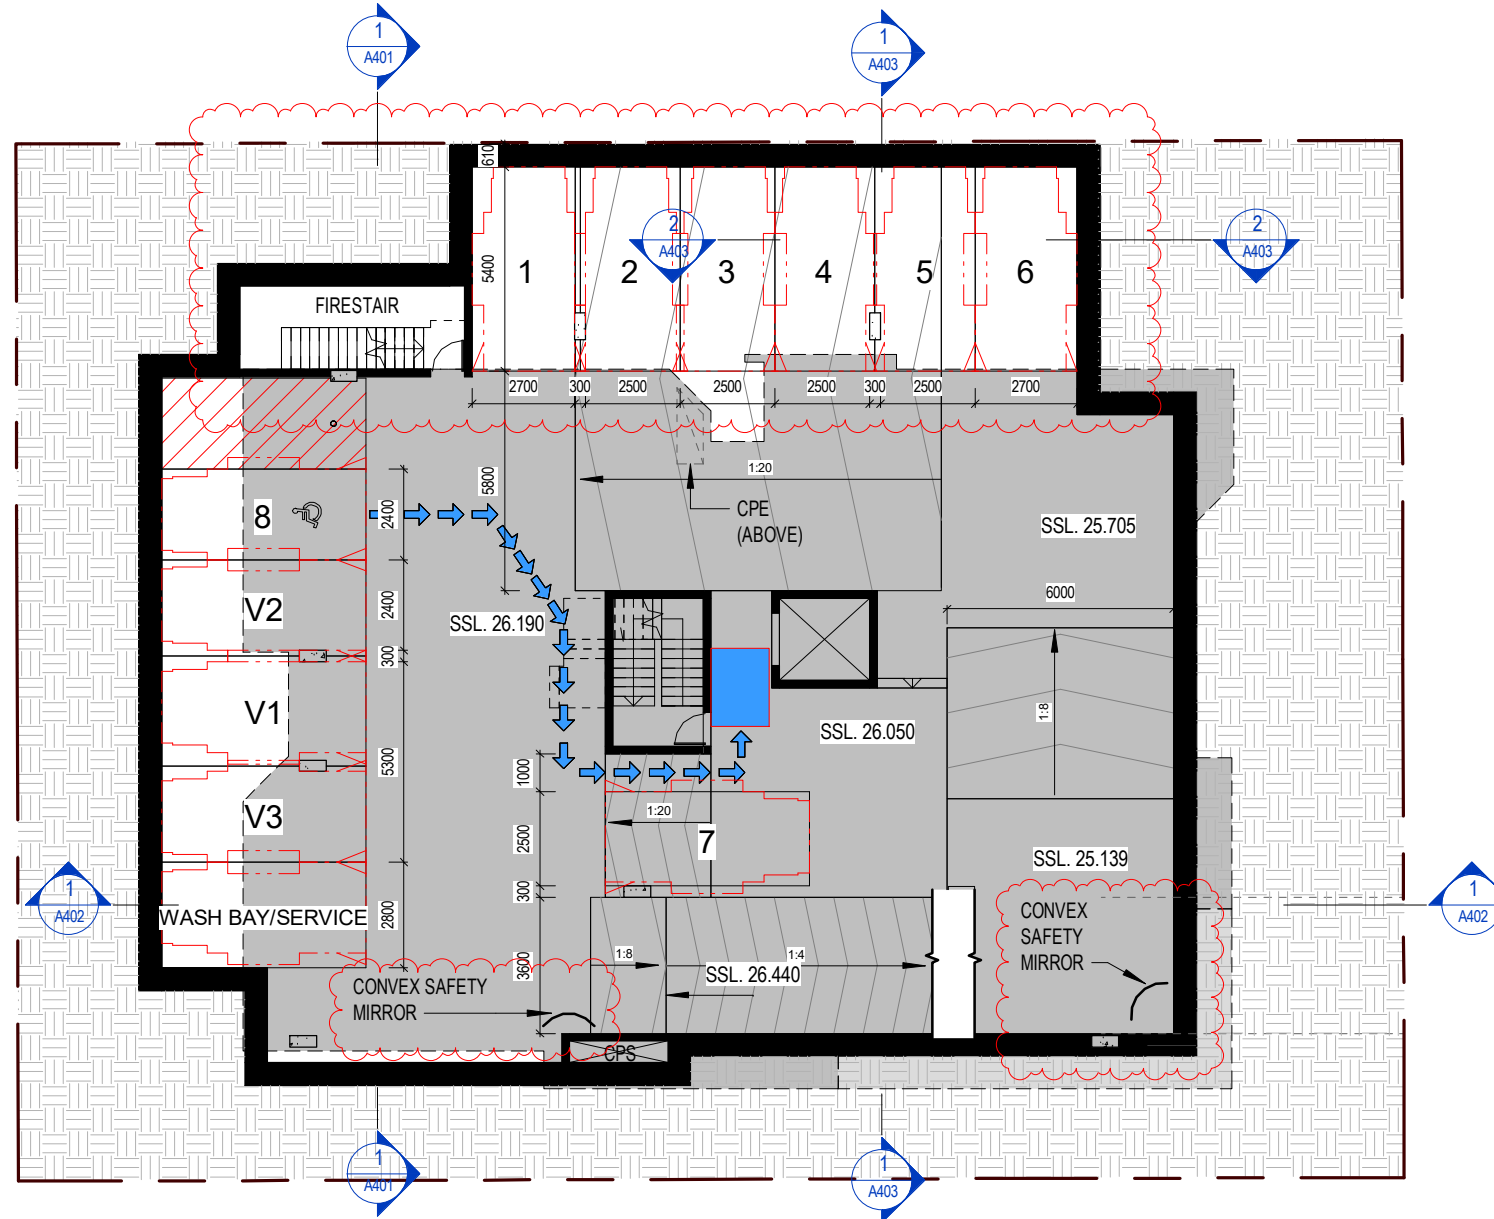 1
A401
1
A403
610
5400
1
2
3
4
5
6
2
A403
2
A403
FIRESTAIR
2700
300
2500
2500
2500
300
2500
2700
1:20
CPE
(ABOVE)
5800
8
2400
SSL. 25.705
6000
V2
2400
SSL. 26.190
300
V1
1:8
SSL. 26.050
5300
1000
V3
1:20
7
2500
SSL. 25.139
300
1
A402
WASH BAY/SERVICE
2800
1
A402
CONVEX
SAFETY
MIRROR
1:8
1:4
SSL. 26.440
3600
CONVEX SAFETY
MIRROR
CPS
1
A401
1
A403